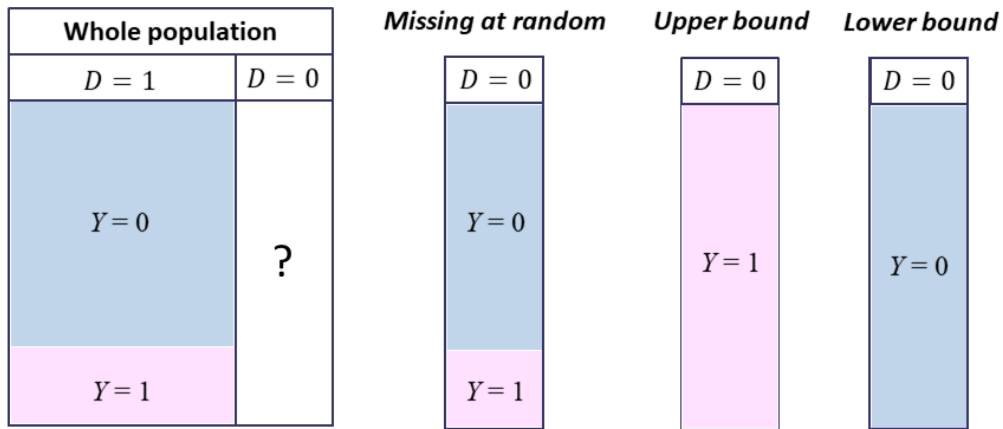 Whole population
D = 1
D = 0
Y = 0
?
Y = 1
Missing at random
D = 0
Y = 0
Y = 1
Upper bound
D = 0
Y = 1
Lower bound
D = 0
Y = 0